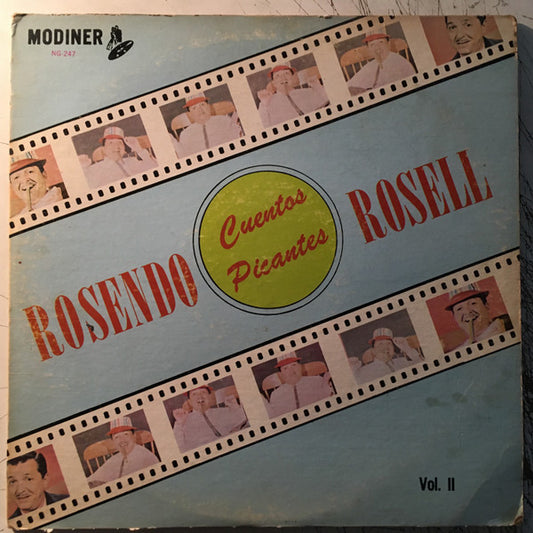 MODINER
NG-247
Cuentos
Picantes
ROSENDO
ROSELL
Vol. II